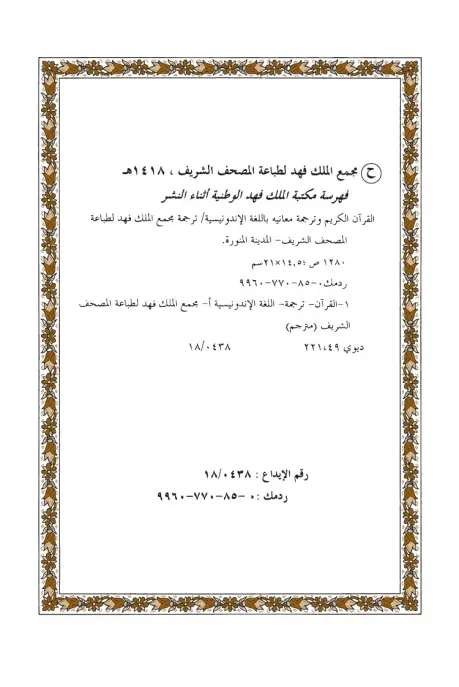 ح مجمع الملك فهد لطباعة المصحف الشريف ، ١٤١٨هـ
فهرسة مكتبة الملك فهد الوطنية أثناء النشر
القرآن الكريم وترجمة معانيه باللغة الإندونيسية/ ترجمة مجمع الملك فهد لطباعة
المصحف الشريف- المدينة المنورة.
١٢٨٠ ص ؛ ١٤,٥×٢١سم
ردمك٠-٨٥-٧٧٠-٩٩٦٠
١-القرآن- ترجمة- اللغة الإندونيسية أ- مجمع الملك فهد لطباعة المصحف
الشريف (مترجم)
ديوي ٢٢١،٤٩ ١٨/٠٤٣٨
رقم الإيداع : ١٨/٠٤٣٨
ردمك :٠ -٨٥-٧٧٠-٩٩٦٠